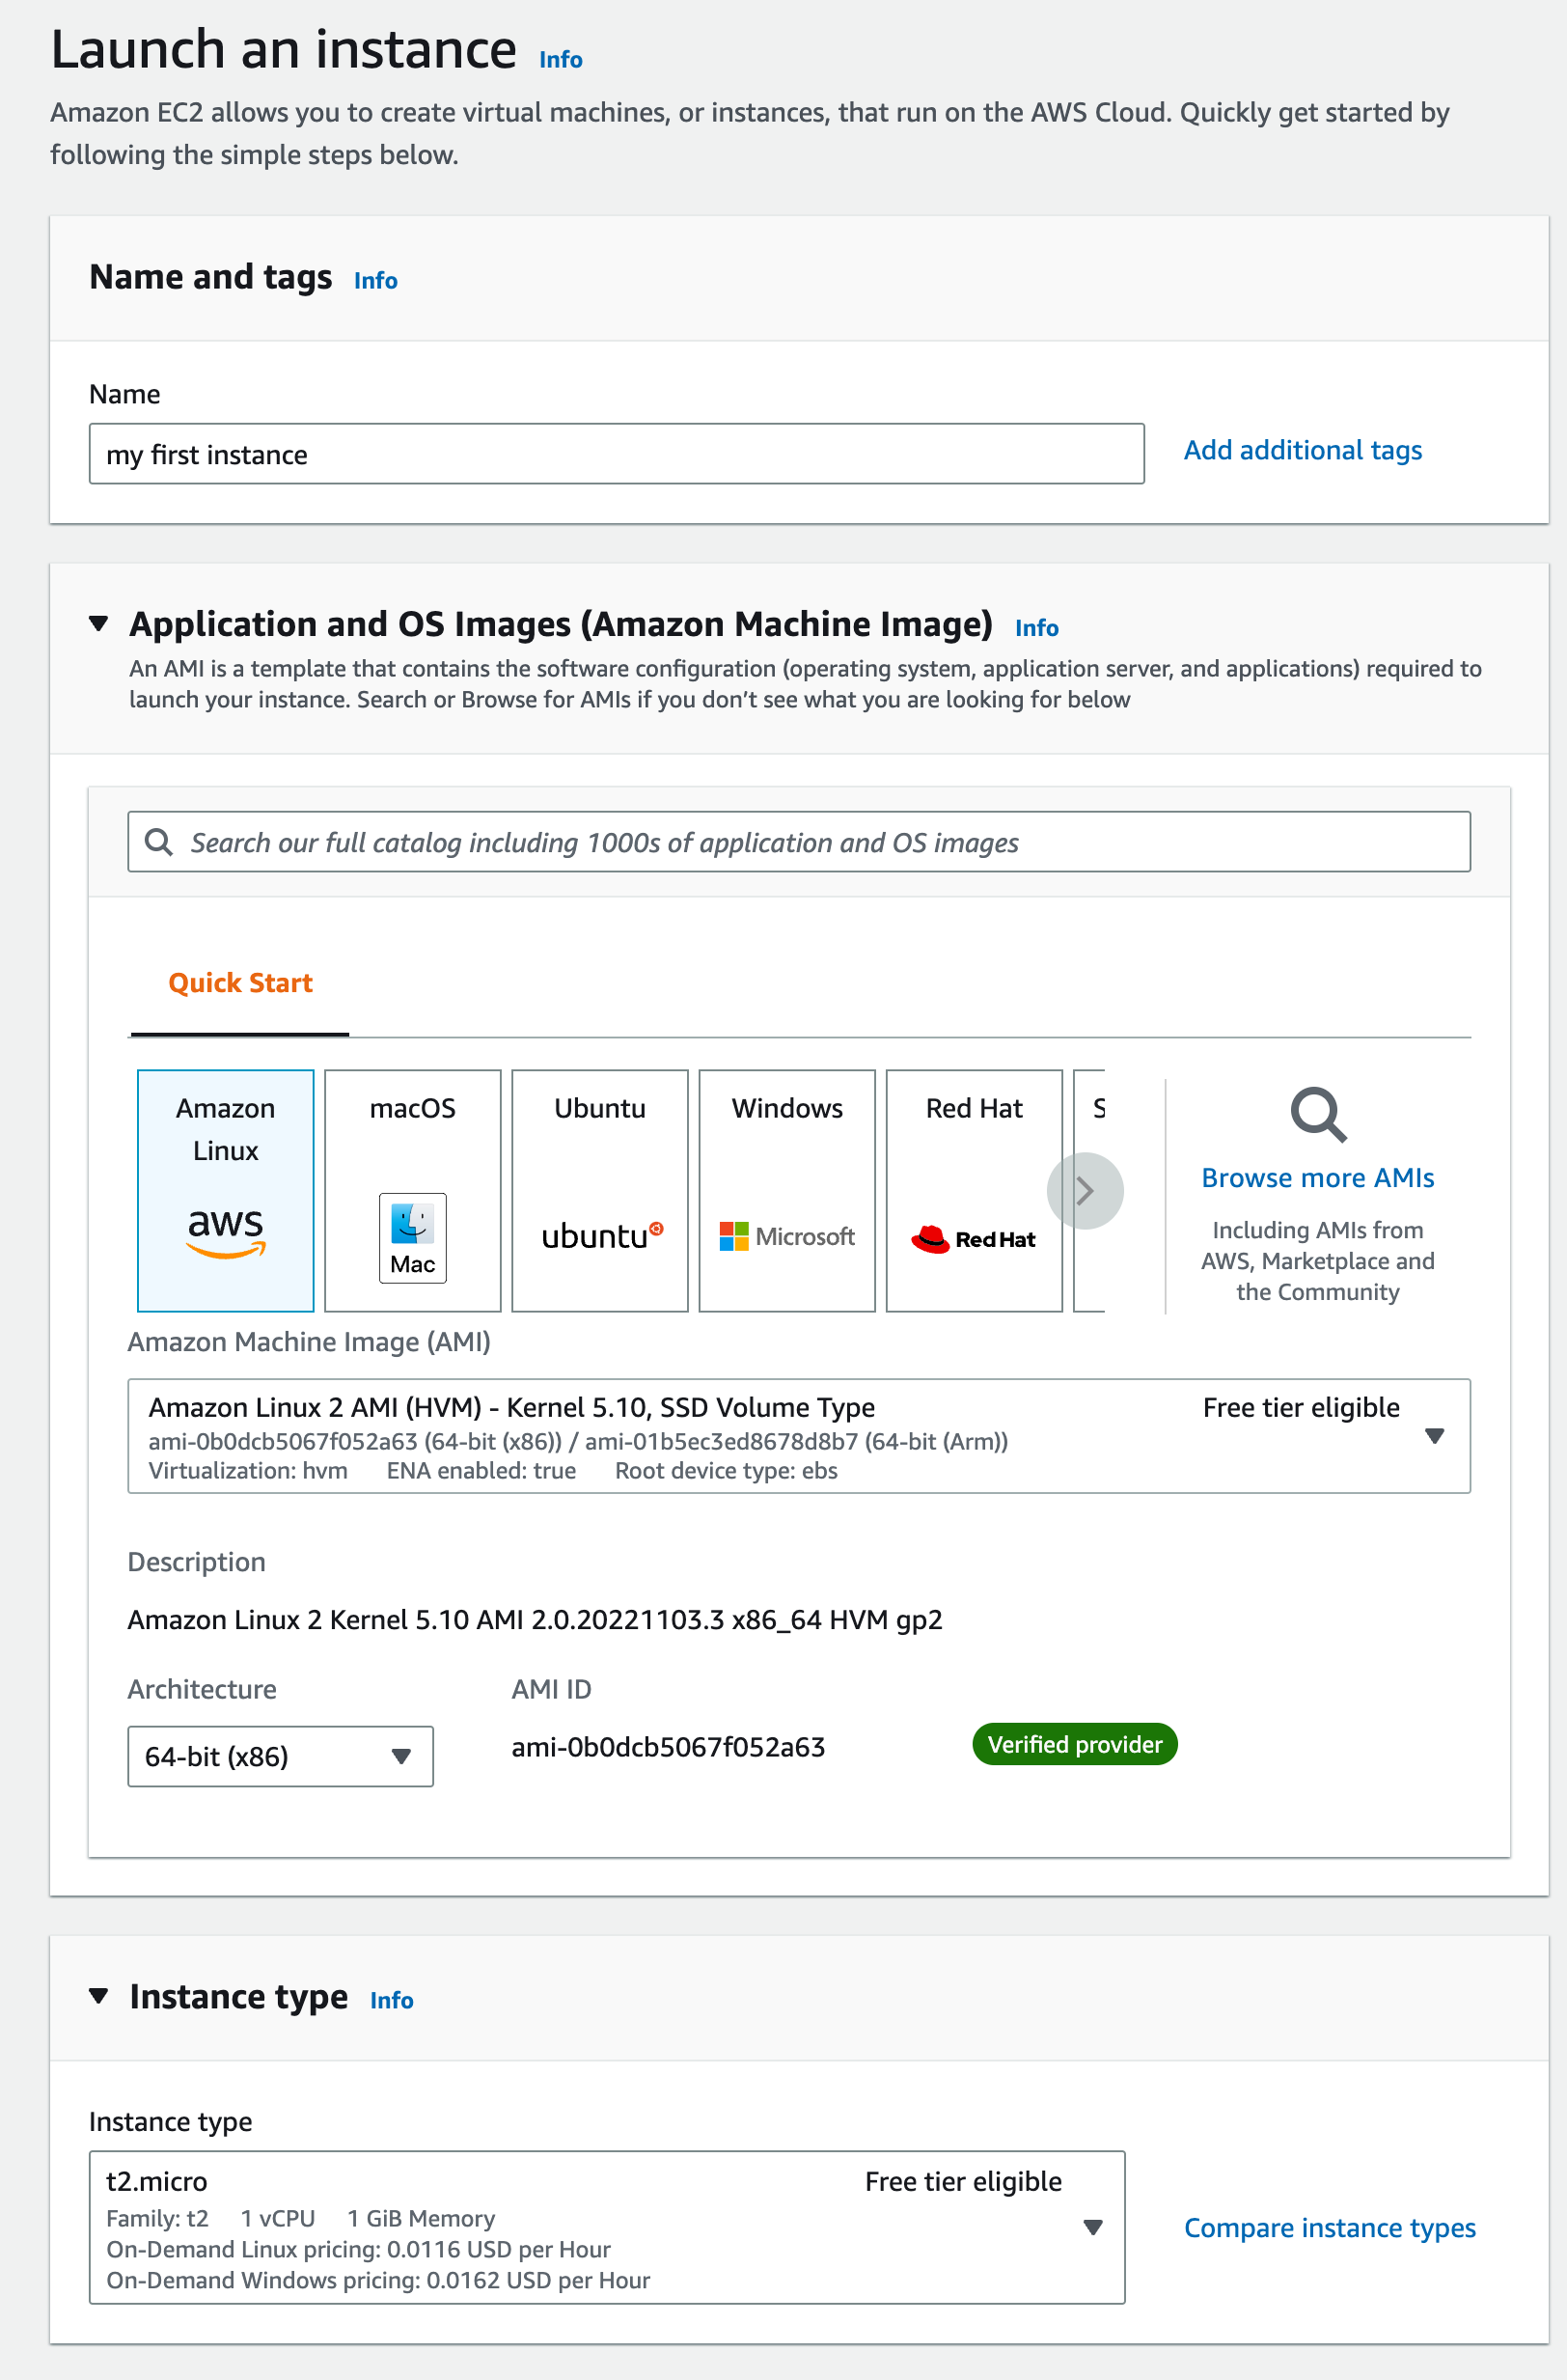 Launch an instance Info
Amazon EC2 allows you to create virtual machines, or instances, that run on the AWS Cloud. Quickly get started by
following the simple steps below.
Name and tags Info
Name
my first instance
Add additional tags
Application and OS Images (Amazon Machine Image) Info
An AMI is a template that contains the software configuration (operating system, application server, and applications) required to
launch your instance. Search or Browse for AMIs if you don’t see what you are looking for below
Search our full catalog including 1000s of application and OS images
Quick Start
Amazon
Linux
aws
macOS
Mac
Ubuntu
ubuntu
Windows
Microsoft
Red Hat
Red Hat
S
Browse more AMIs
Including AMIs from
AWS, Marketplace and
the Community
Amazon Machine Image (AMI)
Amazon Linux 2 AMI (HVM) - Kernel 5.10, SSD Volume Type Free tier eligible
ami-0b0dcb5067f052a63 (64-bit (x86)) / ami-01b5ec3ed8678d8b7 (64-bit (Arm))
Virtualization: hvm ENA enabled: true Root device type: ebs
Description
Amazon Linux 2 Kernel 5.10 AMI 2.0.20221103.3 x86_64 HVM gp2
Architecture AMI ID
64-bit (x86) ami-0b0dcb5067f052a63 Verified provider
Instance type Info
Instance type
t2.micro Free tier eligible
Family: t2 1 vCPU 1 GiB Memory
On-Demand Linux pricing: 0.0116 USD per Hour
On-Demand Windows pricing: 0.0162 USD per Hour
Compare instance types